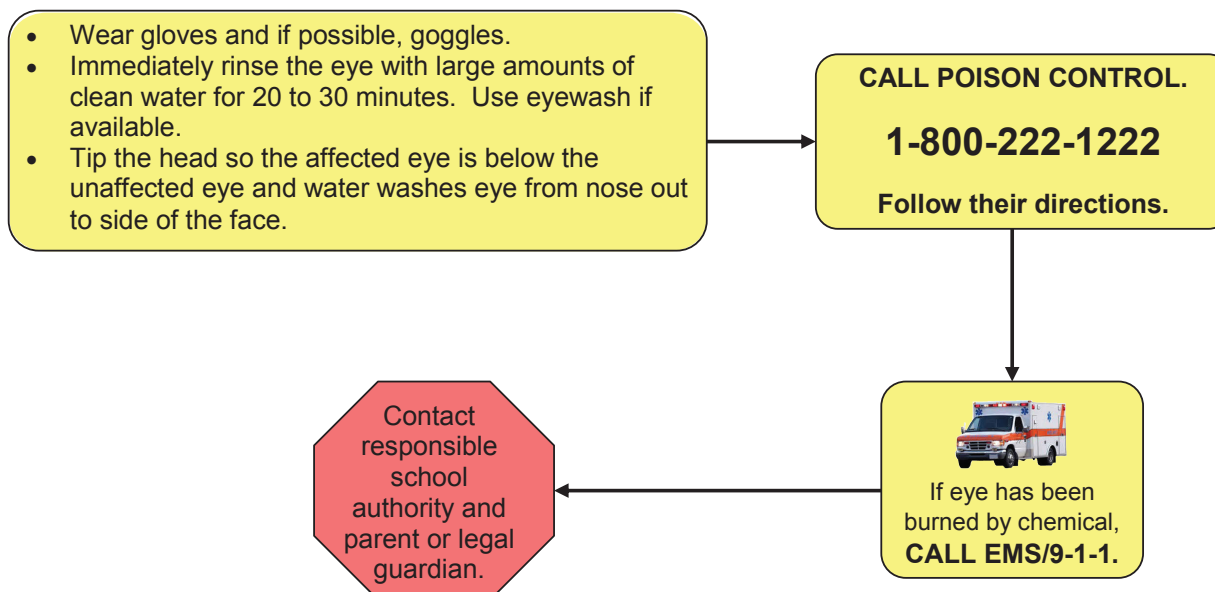 • Wear gloves and if possible, goggles.
• Immediately rinse the eye with large amounts of
clean water for 20 to 30 minutes.  Use eyewash if
available.
• Tip the head so the affected eye is below the
unaffected eye and water washes eye from nose out
to side of the face.
CALL POISON CONTROL.
1-800-222-1222
Follow their directions.
If eye has been
burned by chemical,
CALL EMS/9-1-1.
Contact
responsible
school
authority and
parent or legal
guardian.